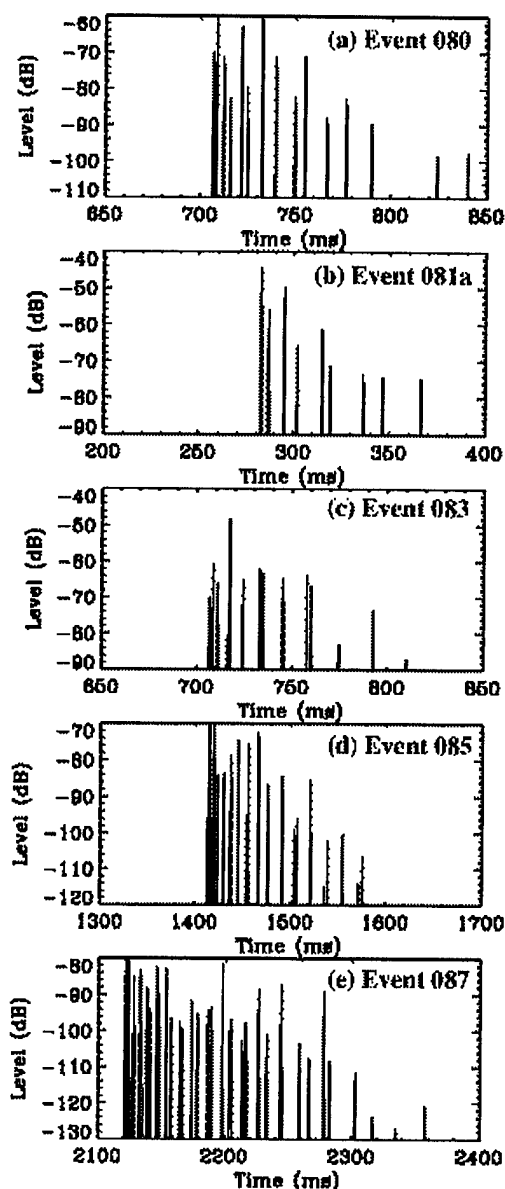 (a) Event 080
Level (dB)
-60
-70
-80
-90
-100
-110
650 700 750 800 850
Time (ms)
(b) Event 081a
Level (dB)
-40
-50
-60
-70
-80
-90
200 250 300 350 400
Time (ms)
(c) Event 083
Level (dB)
-40
-50
-60
-70
-80
-90
650 700 750 800 850
Time (ms)
(d) Event 085
Level (dB)
-70
-80
-90
-100
-110
-120
1300 1400 1500 1600 1700
Time (ms)
(e) Event 087
Level (dB)
-80
-90
-100
-110
-120
-130
2100 2200 2300 2400
Time (ms)